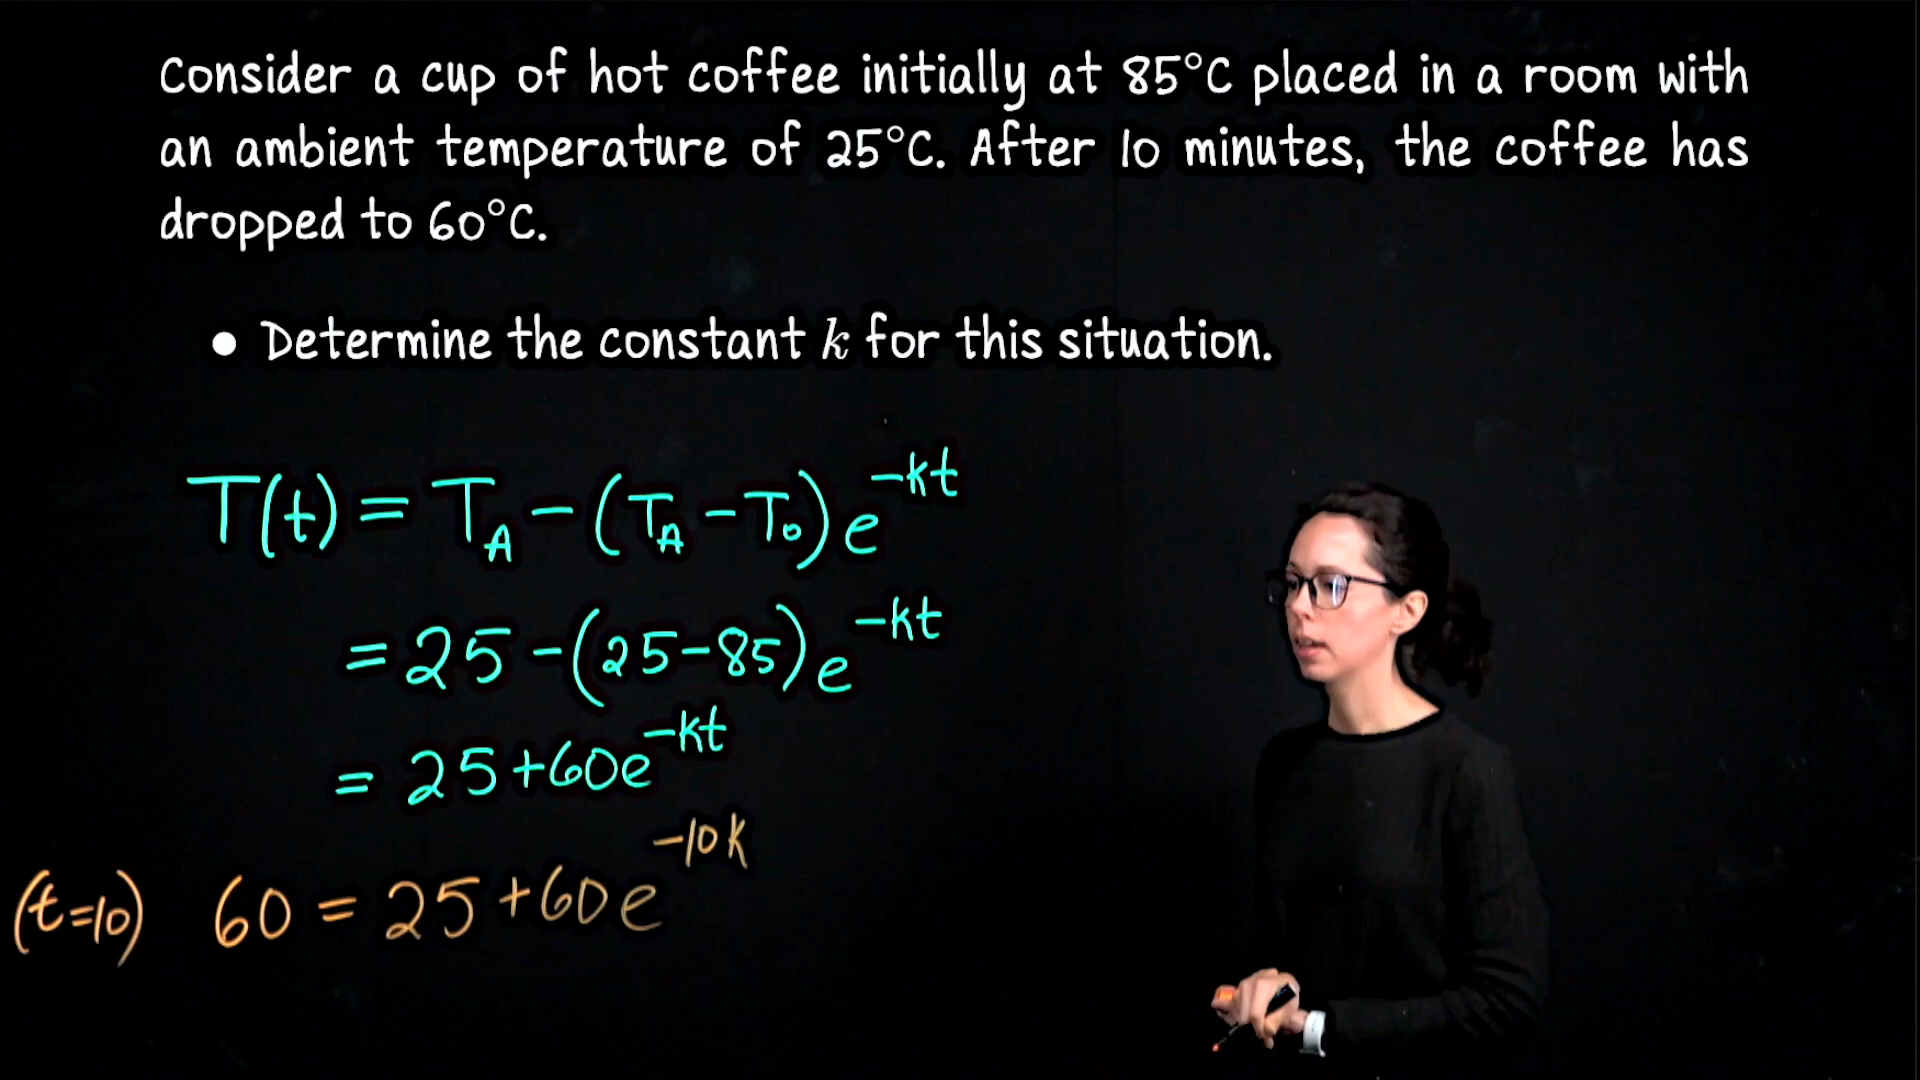 Consider a cup of hot coffee initially at 85°C placed in a room with
an ambient temperature of 25°C. After 10 minutes, the coffee has
dropped to 60°C.
• Determine the constant k for this situation.
T(t) = T_A - (T_A - T_0) e^{-kt}
= 25 - (25 - 85) e^{-kt}
= 25 + 60e^{-kt}
(t=10) 60 = 25 + 60e^{-10k}